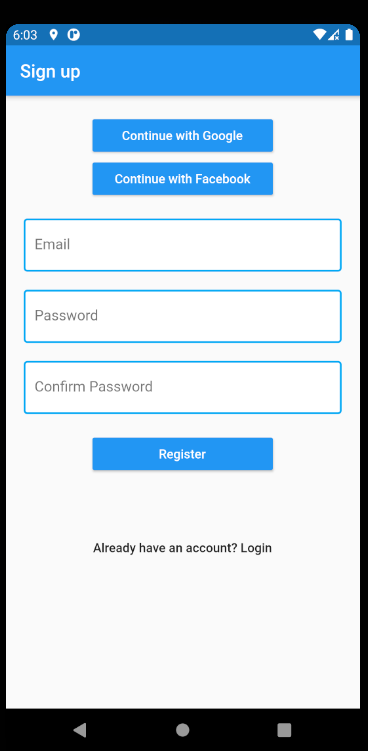 6:03
Sign up
Continue with Google
Continue with Facebook
Email
Password
Confirm Password
Register
Already have an account? Login